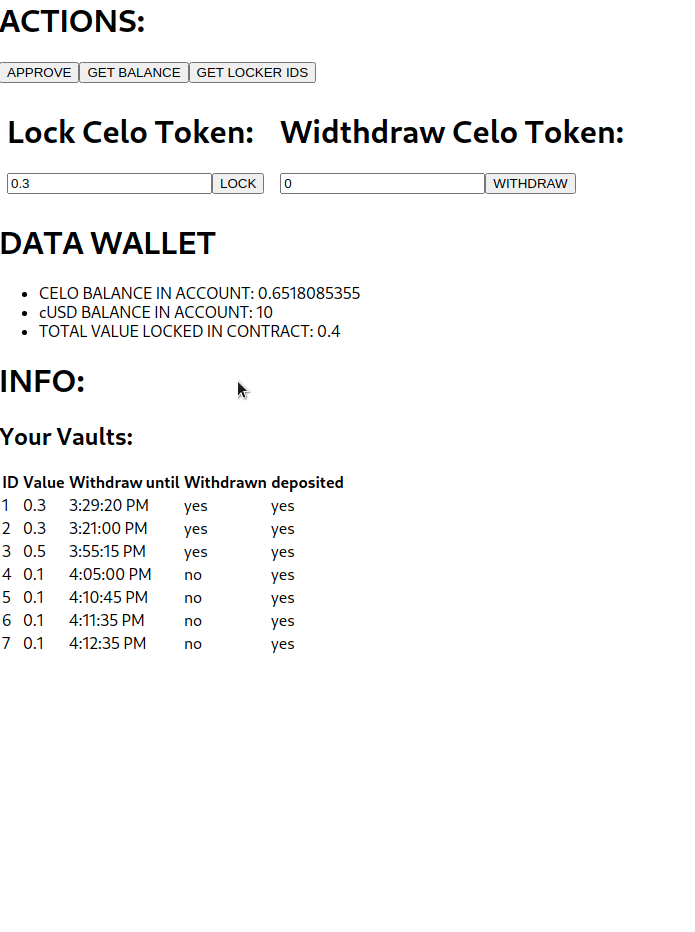 ACTIONS:
APPROVE GET BALANCE GET LOCKER IDS
Lock Celo Token: Widthdraw Celo Token:
0.3 LOCK 0 WITHDRAW
DATA WALLET
• CELO BALANCE IN ACCOUNT: 0.6518085355
• cUSD BALANCE IN ACCOUNT: 10
• TOTAL VALUE LOCKED IN CONTRACT: 0.4
INFO:
Your Vaults:
ID Value Withdraw until Withdrawn deposited
1 0.3 3:29:20 PM yes yes
2 0.3 3:21:00 PM yes yes
3 0.5 3:55:15 PM yes yes
4 0.1 4:05:00 PM no yes
5 0.1 4:10:45 PM no yes
6 0.1 4:11:35 PM no yes
7 0.1 4:12:35 PM no yes